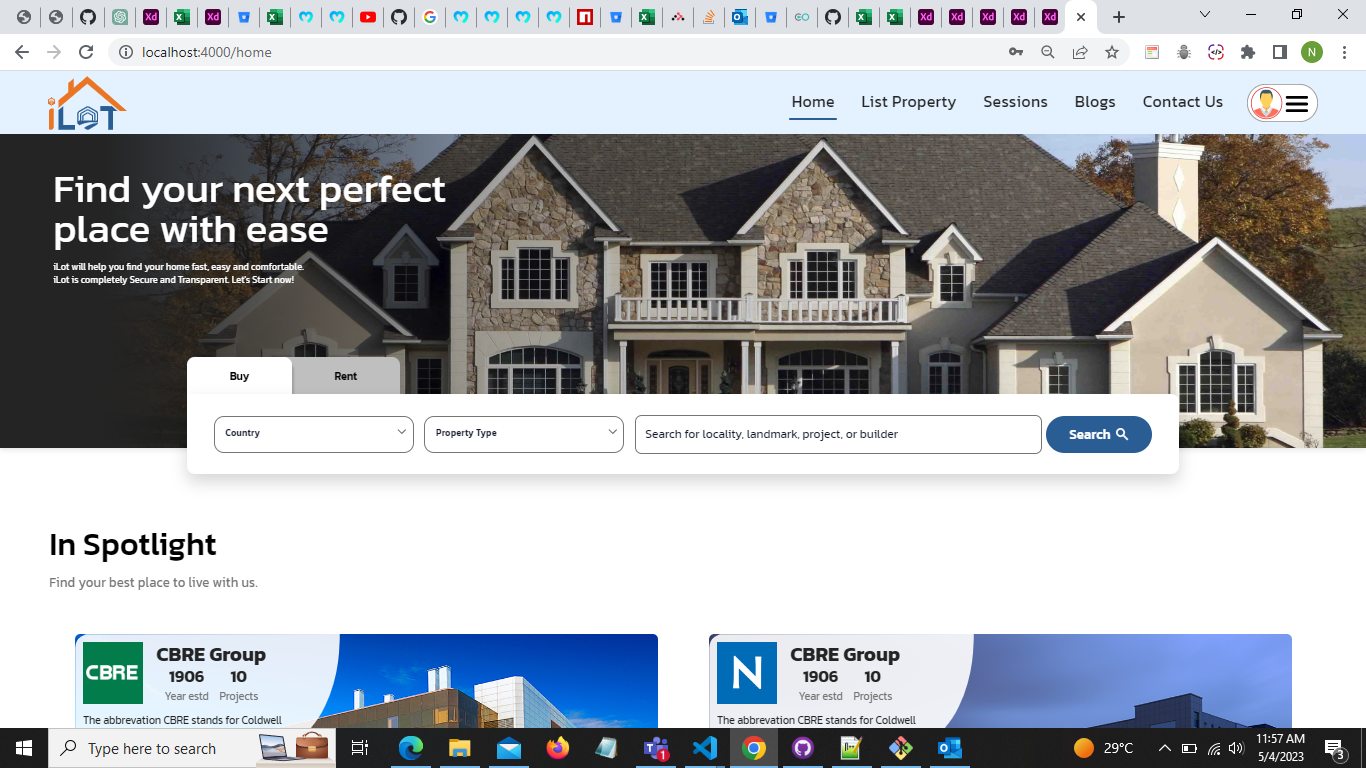 localhost:4000/home
N
iLOT
Home
List Property
Sessions
Blogs
Contact Us
Find your next perfect
place with ease
iLot will help you find your home fast, easy and comfortable.
iLot is completely Secure and Transparent. Let's Start now!
Buy
Rent
Country
Property Type
Search for locality, landmark, project, or builder
Search
In Spotlight
Find your best place to live with us.
CBRE
CBRE Group
1906
10
Year estd
Projects
The abbrevation CBRE stands for Coldwell
N
CBRE Group
1906
10
Year estd
Projects
The abbrevation CBRE stands for Coldwell
Type here to search
1
29°C
11:57 AM
5/4/2023
3